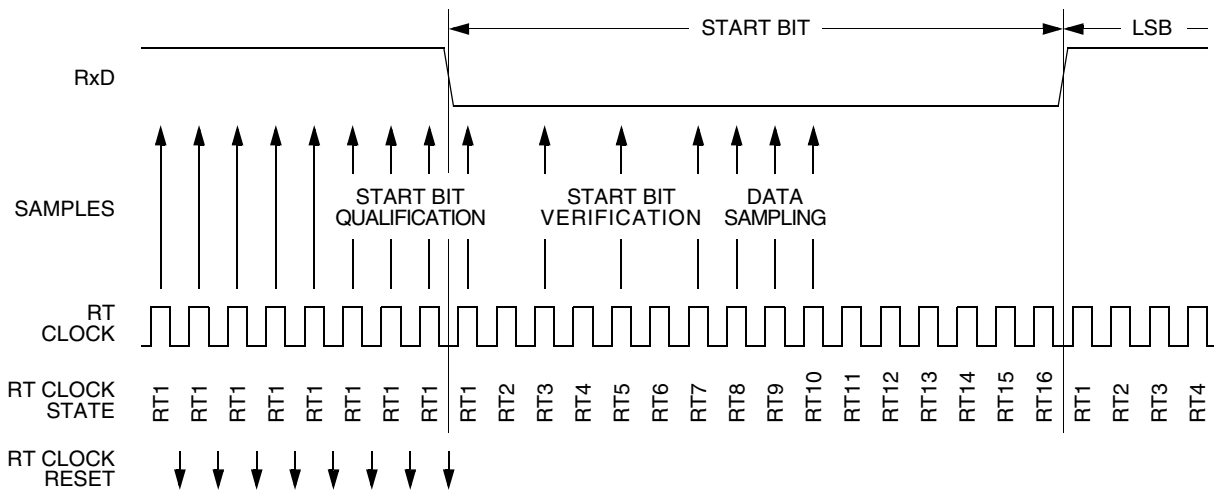 START BIT
LSB
RxD
SAMPLES
START BIT
QUALIFICATION
START BIT
VERIFICATION
DATA
SAMPLING
RT
CLOCK
RT CLOCK
STATE
RT1 RT1 RT1 RT1 RT1 RT1 RT1 RT1 RT1 RT2 RT3 RT4 RT5 RT6 RT7 RT8 RT9 RT10 RT11 RT12 RT13 RT14 RT15 RT16 RT1 RT2 RT3 RT4
RT CLOCK
RESET